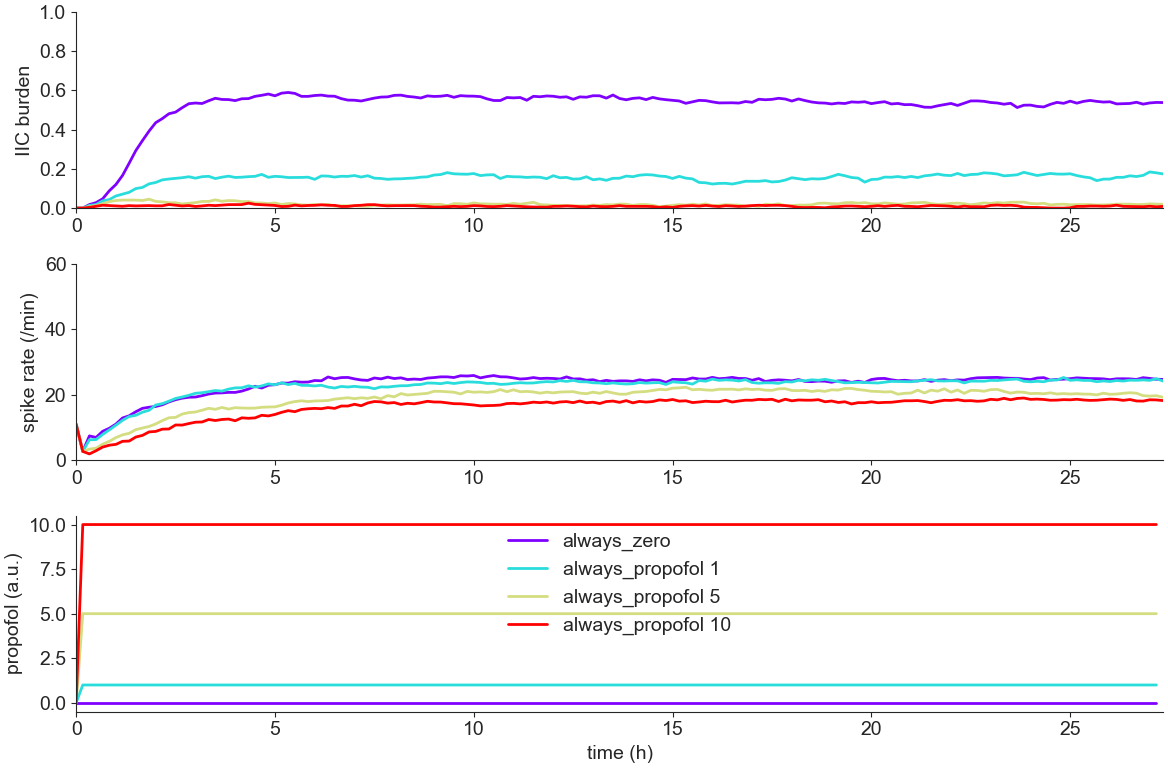 1.0
0.8
0.6
0.4
0.2
0.0
IIC burden
0 5 10 15 20 25
60
40
20
0
spike rate (/min)
0 5 10 15 20 25
10.0
7.5
5.0
2.5
0.0
propofol (a.u.)
always_zero
always_propofol 1
always_propofol 5
always_propofol 10
0 5 10 15 20 25
time (h)